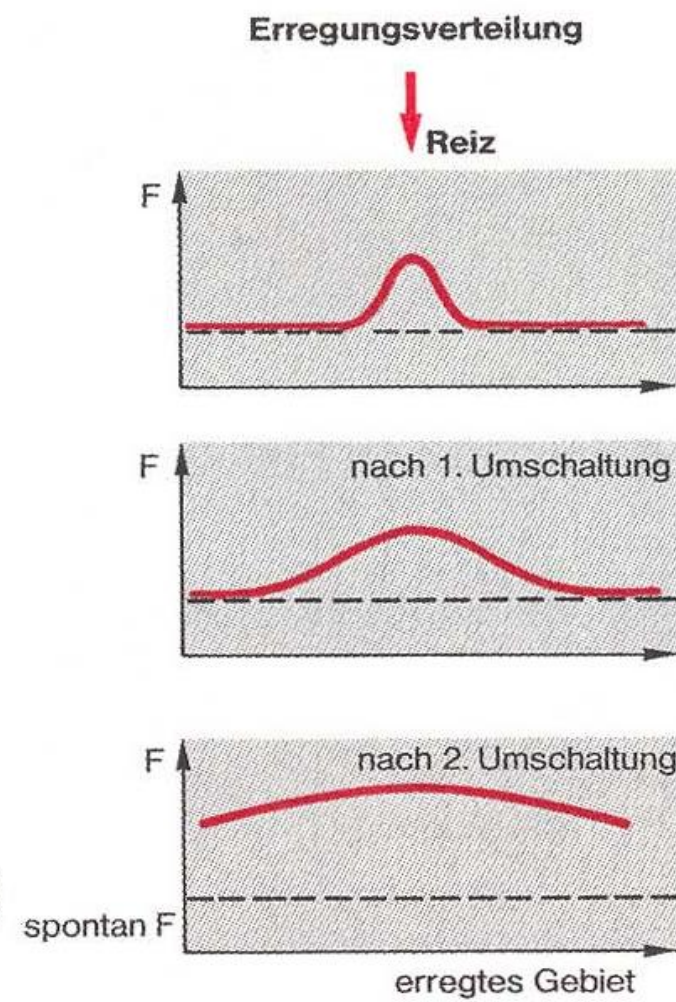 Erregungsverteilung
Reiz
F
F
nach 1. Umschaltung
F
nach 2. Umschaltung
spontan F
erregtes Gebiet